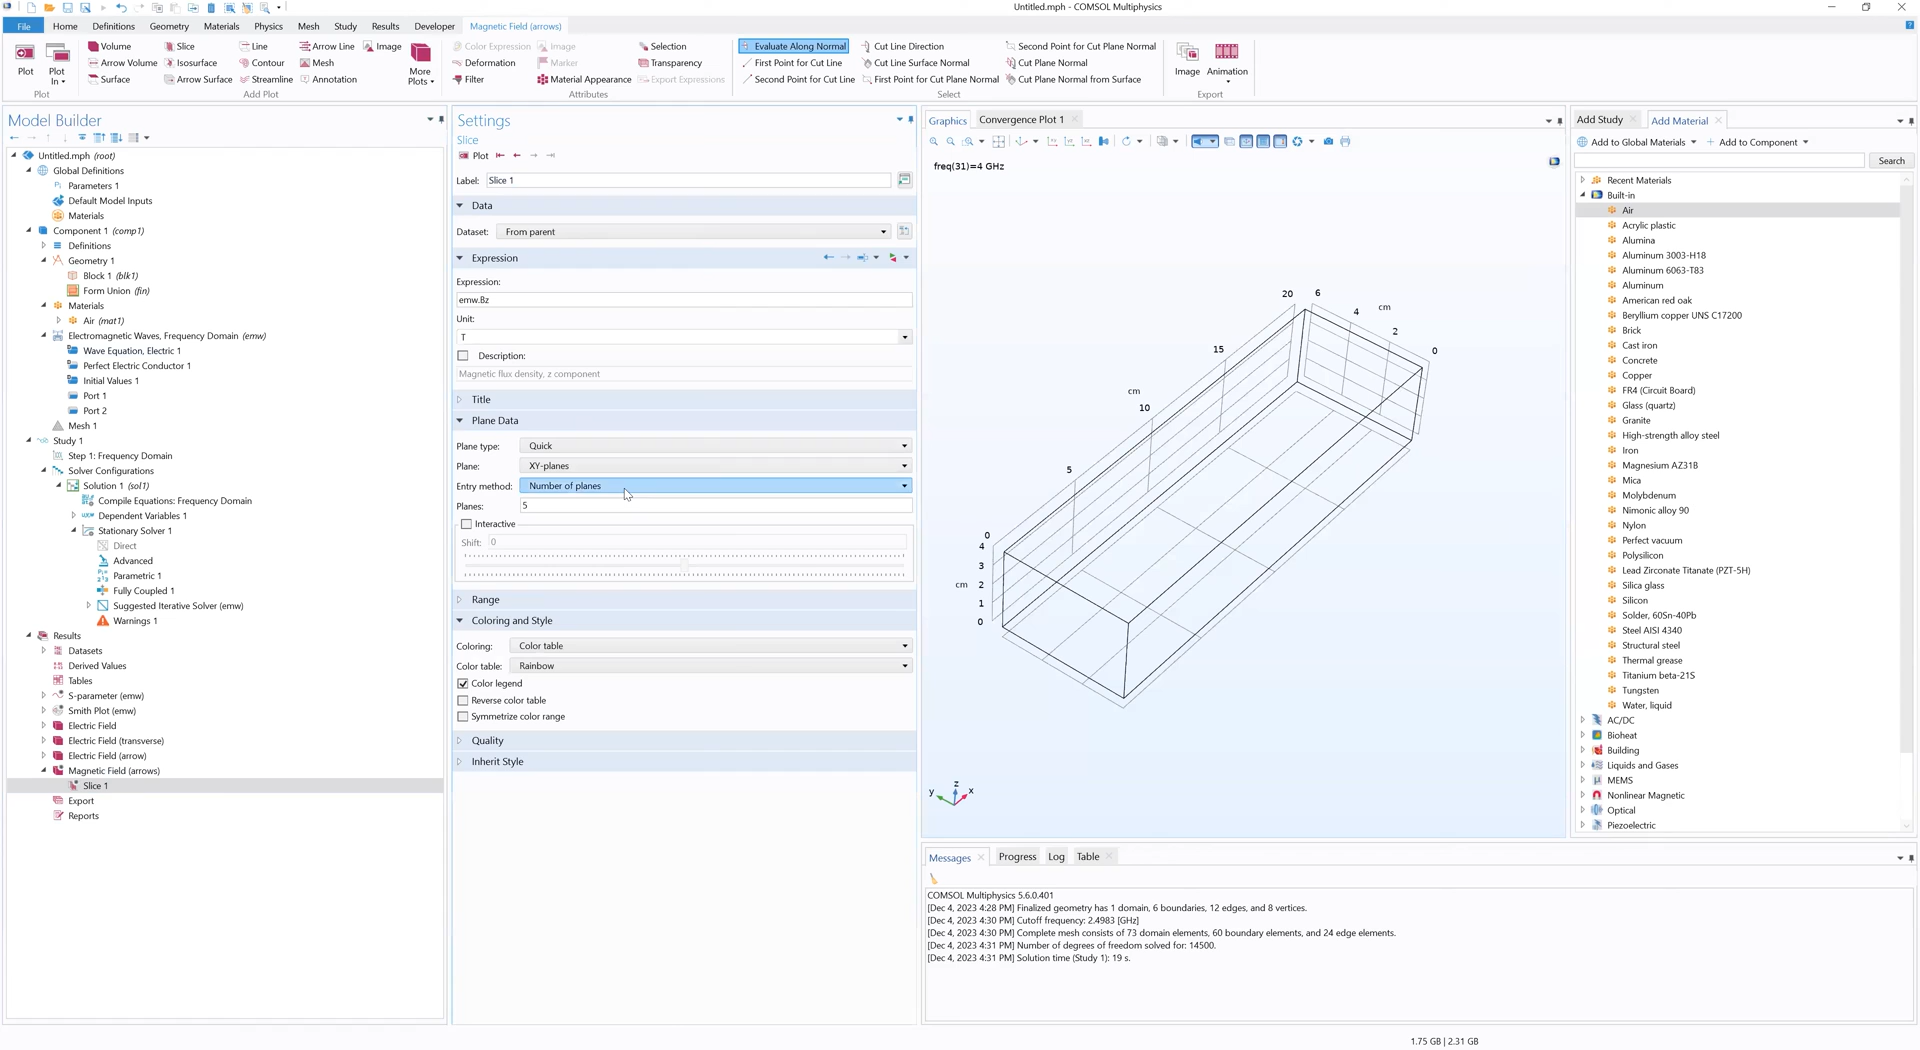 Untitled.mph - COMSOL Multiphysics
File Home Definitions Geometry Materials Physics Mesh Study Results Developer Magnetic Field (arrows)
Plot
Plot In
Plot
Volume
Arrow Volume
Surface
Slice
Isosurface
Arrow Surface
Line
Contour
Streamline
Arrow Line
Mesh
Annotation
Image
More Plots
Add Plot
Color Expression
Deformation
Filter
Image
Marker
Material Appearance
Selection
Transparency
Export Expressions
Attributes
Evaluate Along Normal
First Point for Cut Line
Second Point for Cut Line
Cut Line Direction
Cut Line Surface Normal
First Point for Cut Plane Normal
Second Point for Cut Plane Normal
Cut Plane Normal
Cut Plane Normal from Surface
Select
Image
Animation
Export
Model Builder
Untitled.mph (root)
Global Definitions
Parameters 1
Default Model Inputs
Materials
Component 1 (comp1)
Definitions
Geometry 1
Block 1 (blk1)
Form Union (fin)
Materials
Air (mat1)
Electromagnetic Waves, Frequency Domain (emw)
Wave Equation, Electric 1
Perfect Electric Conductor 1
Initial Values 1
Port 1
Port 2
Mesh 1
Study 1
Step 1: Frequency Domain
Solver Configurations
Solution 1 (sol1)
Compile Equations: Frequency Domain
Dependent Variables 1
Stationary Solver 1
Direct
Advanced
Parametric 1
Fully Coupled 1
Suggested Iterative Solver (emw)
Warnings 1
Results
Datasets
Derived Values
Tables
S-parameter (emw)
Smith Plot (emw)
Electric Field
Electric Field (transverse)
Electric Field (arrow)
Magnetic Field (arrows)
Slice 1
Export
Reports
Settings
Slice
Plot
Label: Slice 1
Data
Dataset: From parent
Expression
Expression:
emw.Bz
Unit:
T
Description:
Magnetic flux density, z component
Title
Plane Data
Plane type: Quick
Plane: XY-planes
Entry method: Number of planes
Planes: 5
Interactive
Shift: 0
Range
Coloring and Style
Coloring: Color table
Color table: Rainbow
Color legend
Reverse color table
Symmetrize color range
Quality
Inherit Style
Graphics Convergence Plot 1
freq(31)=4 GHz
20 6
4 cm
2
15 0
cm
10
5
0
4
3
cm 2
1
0
z
y x
Messages Progress Log Table
COMSOL Multiphysics 5.6.0.401
[Dec 4, 2023 4:28 PM] Finalized geometry has 1 domain, 6 boundaries, 12 edges, and 8 vertices.
[Dec 4, 2023 4:30 PM] Cutoff frequency: 2.4983 [GHz]
[Dec 4, 2023 4:30 PM] Complete mesh consists of 73 domain elements, 60 boundary elements, and 24 edge elements.
[Dec 4, 2023 4:31 PM] Number of degrees of freedom solved for: 14500.
[Dec 4, 2023 4:31 PM] Solution time (Study 1): 19 s.
Add Study Add Material
Add to Global Materials Add to Component
Search
Recent Materials
Built-in
Air
Acrylic plastic
Alumina
Aluminum 3003-H18
Aluminum 6063-T83
Aluminum
American red oak
Beryllium copper UNS C17200
Brick
Cast iron
Concrete
Copper
FR4 (Circuit Board)
Glass (quartz)
Granite
High-strength alloy steel
Iron
Magnesium AZ31B
Mica
Molybdenum
Nimonic alloy 90
Nylon
Perfect vacuum
Polysilicon
Lead Zirconate Titanate (PZT-5H)
Silica glass
Silicon
Solder, 60Sn-40Pb
Steel AISI 4340
Structural steel
Thermal grease
Titanium beta-21S
Tungsten
Water, liquid
AC/DC
Bioheat
Building
Liquids and Gases
MEMS
Nonlinear Magnetic
Optical
Piezoelectric
1.75 GB | 2.31 GB